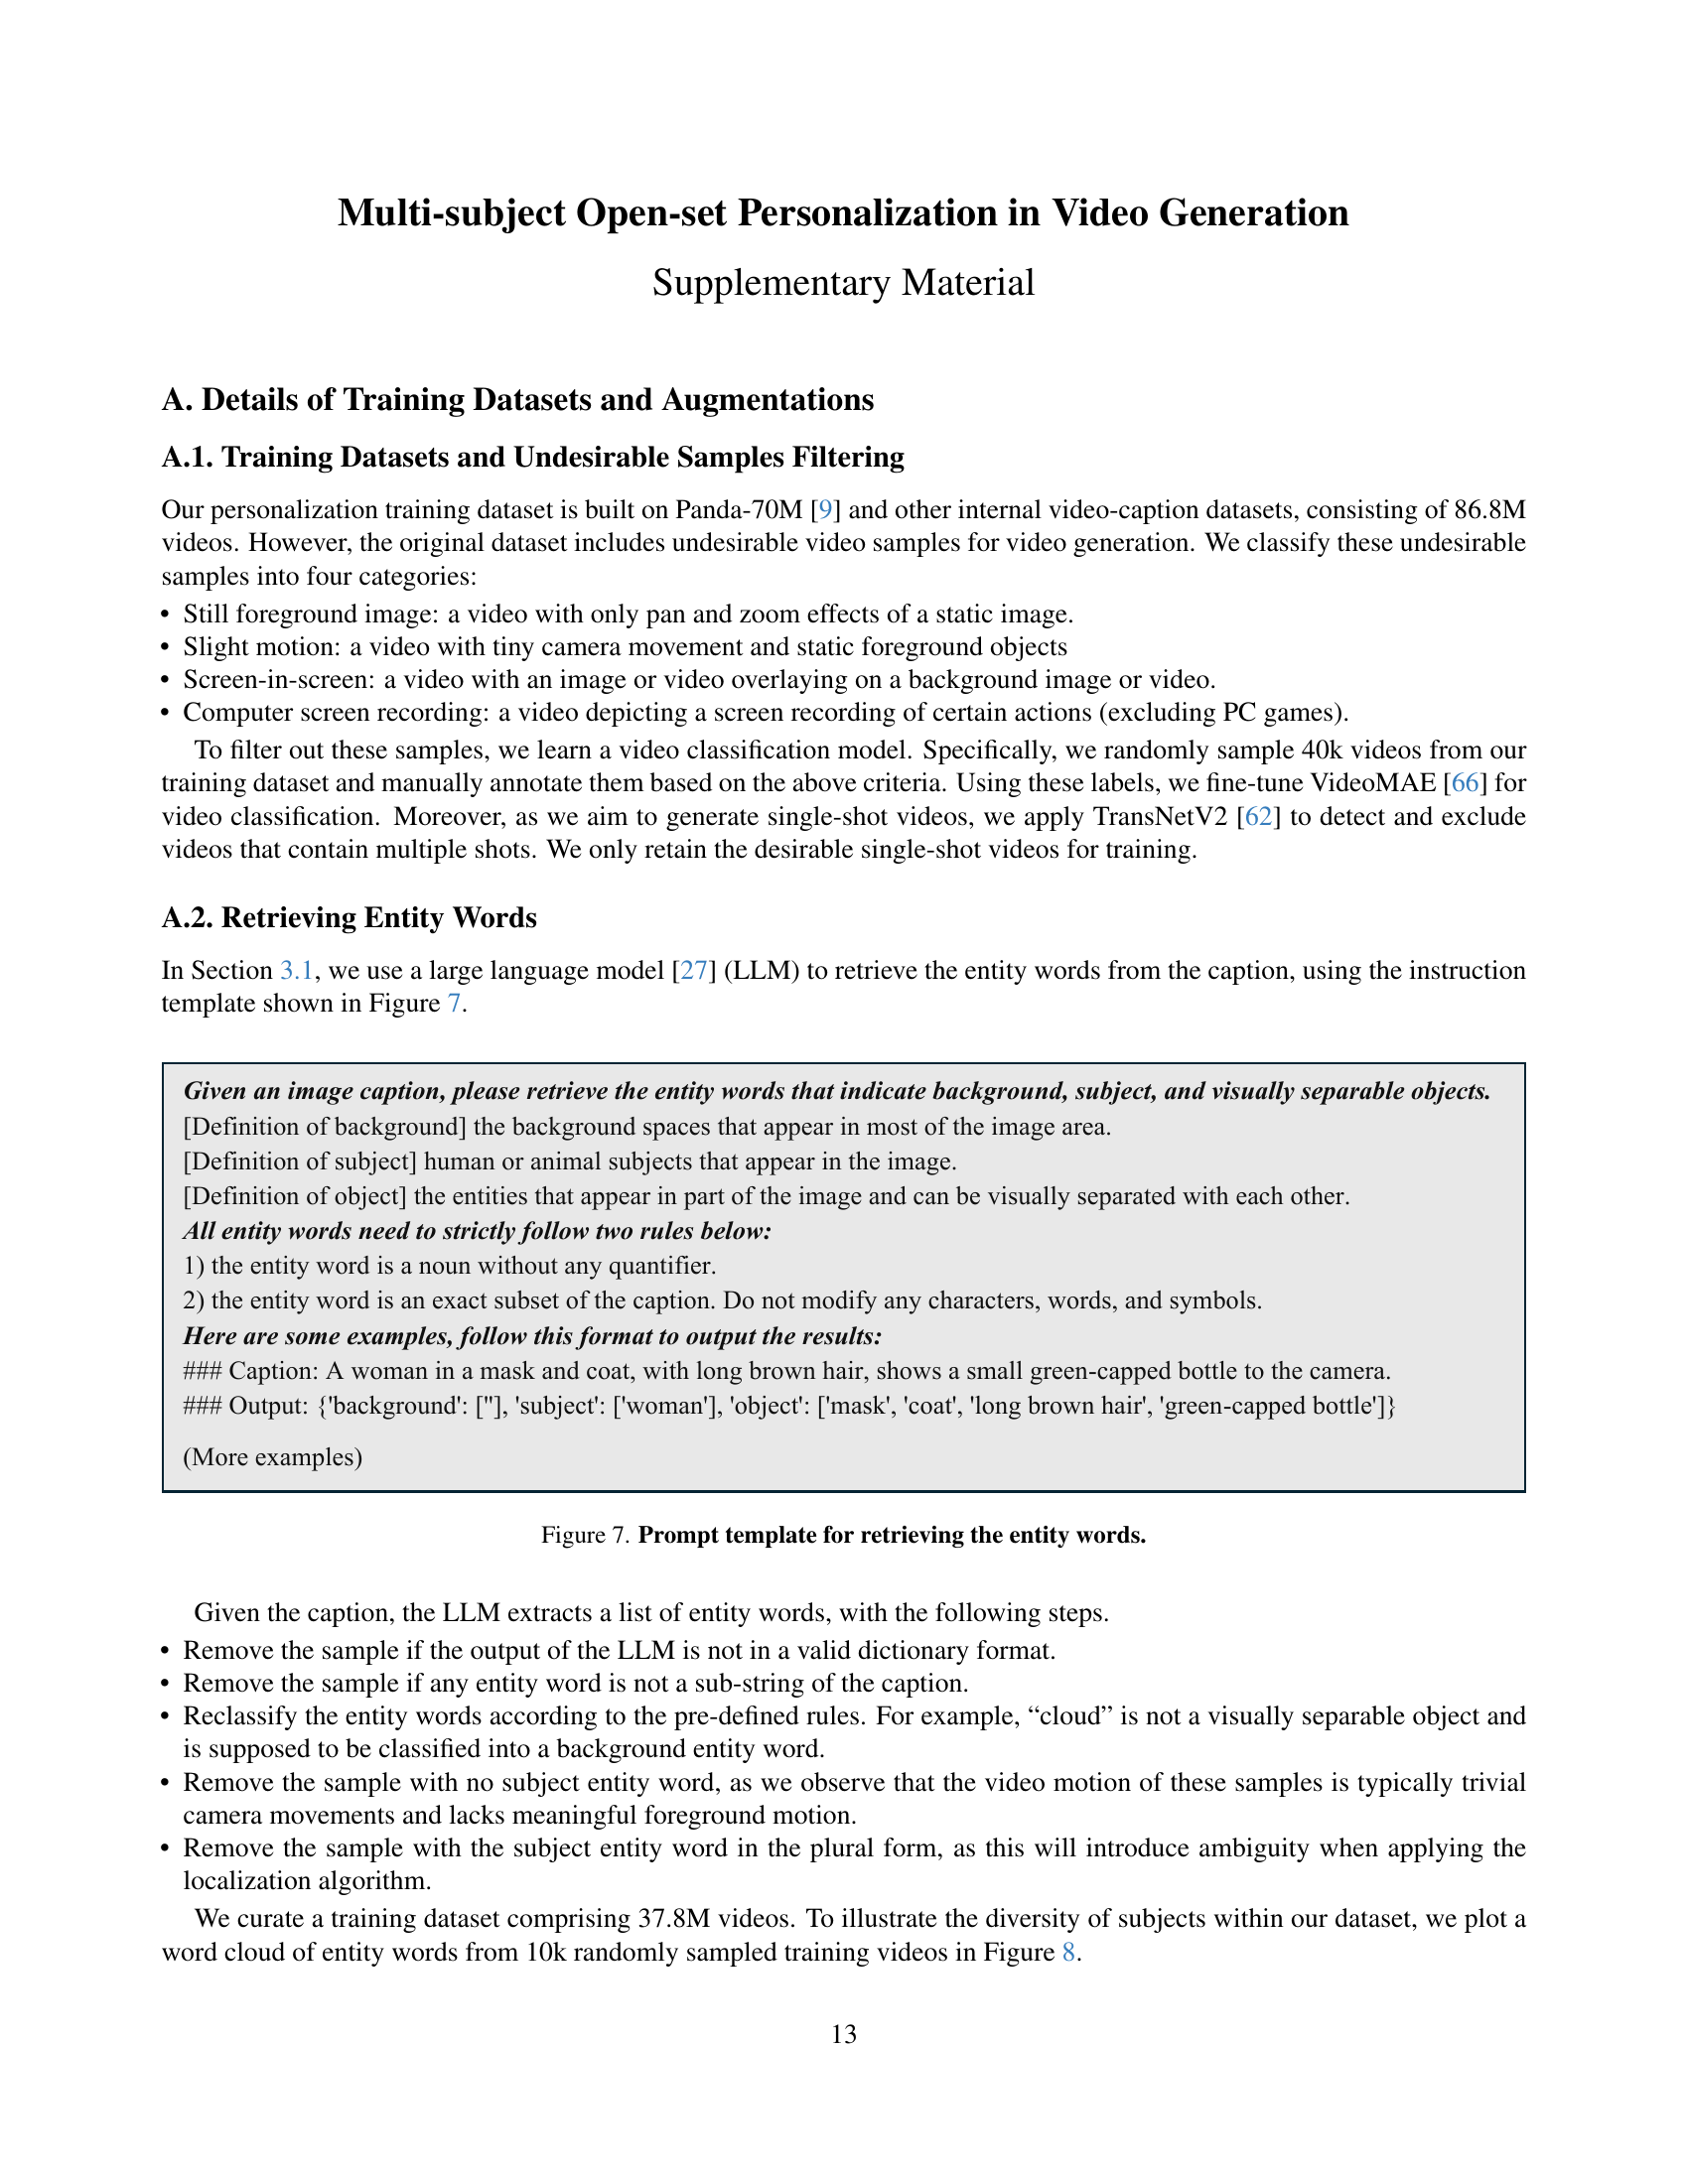 Multi-subject Open-set Personalization in Video Generation
Supplementary Material
A. Details of Training Datasets and Augmentations
A.1. Training Datasets and Undesirable Samples Filtering
Our personalization training dataset is built on Panda-70M [9] and other internal video-caption datasets, consisting of 86.8M
videos. However, the original dataset includes undesirable video samples for video generation. We classify these undesirable
samples into four categories:
• Still foreground image: a video with only pan and zoom effects of a static image.
• Slight motion: a video with tiny camera movement and static foreground objects
• Screen-in-screen: a video with an image or video overlaying on a background image or video.
• Computer screen recording: a video depicting a screen recording of certain actions (excluding PC games).
To filter out these samples, we learn a video classification model. Specifically, we randomly sample 40k videos from our
training dataset and manually annotate them based on the above criteria. Using these labels, we fine-tune VideoMAE [66] for
video classification. Moreover, as we aim to generate single-shot videos, we apply TransNetV2 [62] to detect and exclude
videos that contain multiple shots. We only retain the desirable single-shot videos for training.
A.2. Retrieving Entity Words
In Section 3.1, we use a large language model [27] (LLM) to retrieve the entity words from the caption, using the instruction
template shown in Figure 7.
Given an image caption, please retrieve the entity words that indicate background, subject, and visually separable objects.
[Definition of background] the background spaces that appear in most of the image area.
[Definition of subject] human or animal subjects that appear in the image.
[Definition of object] the entities that appear in part of the image and can be visually separated with each other.
All entity words need to strictly follow two rules below:
1) the entity word is a noun without any quantifier.
2) the entity word is an exact subset of the caption. Do not modify any characters, words, and symbols.
Here are some examples, follow this format to output the results:
### Caption: A woman in a mask and coat, with long brown hair, shows a small green-capped bottle to the camera.
### Output: {'background': [''], 'subject': ['woman'], 'object': ['mask', 'coat', 'long brown hair', 'green-capped bottle']}
(More examples)
Figure 7. Prompt template for retrieving the entity words.
Given the caption, the LLM extracts a list of entity words, with the following steps.
• Remove the sample if the output of the LLM is not in a valid dictionary format.
• Remove the sample if any entity word is not a sub-string of the caption.
• Reclassify the entity words according to the pre-defined rules. For example, “cloud” is not a visually separable object and
is supposed to be classified into a background entity word.
• Remove the sample with no subject entity word, as we observe that the video motion of these samples is typically trivial
camera movements and lacks meaningful foreground motion.
• Remove the sample with the subject entity word in the plural form, as this will introduce ambiguity when applying the
localization algorithm.
We curate a training dataset comprising 37.8M videos. To illustrate the diversity of subjects within our dataset, we plot a
word cloud of entity words from 10k randomly sampled training videos in Figure 8.
13